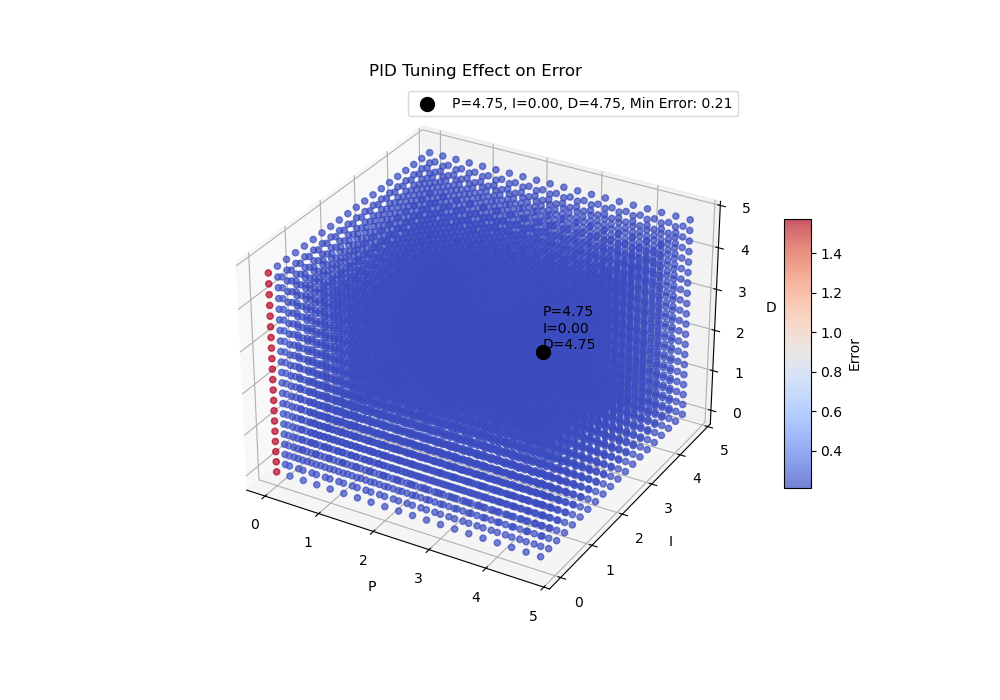 PID Tuning Effect on Error
P=4.75, I=0.00, D=4.75, Min Error: 0.21
P=4.75
I=0.00
D=4.75
5
4
3
2
1
0
D
5
4
3
2
1
0
I
0
1
2
3
4
5
P
1.4
1.2
1.0
0.8
0.6
0.4
Error